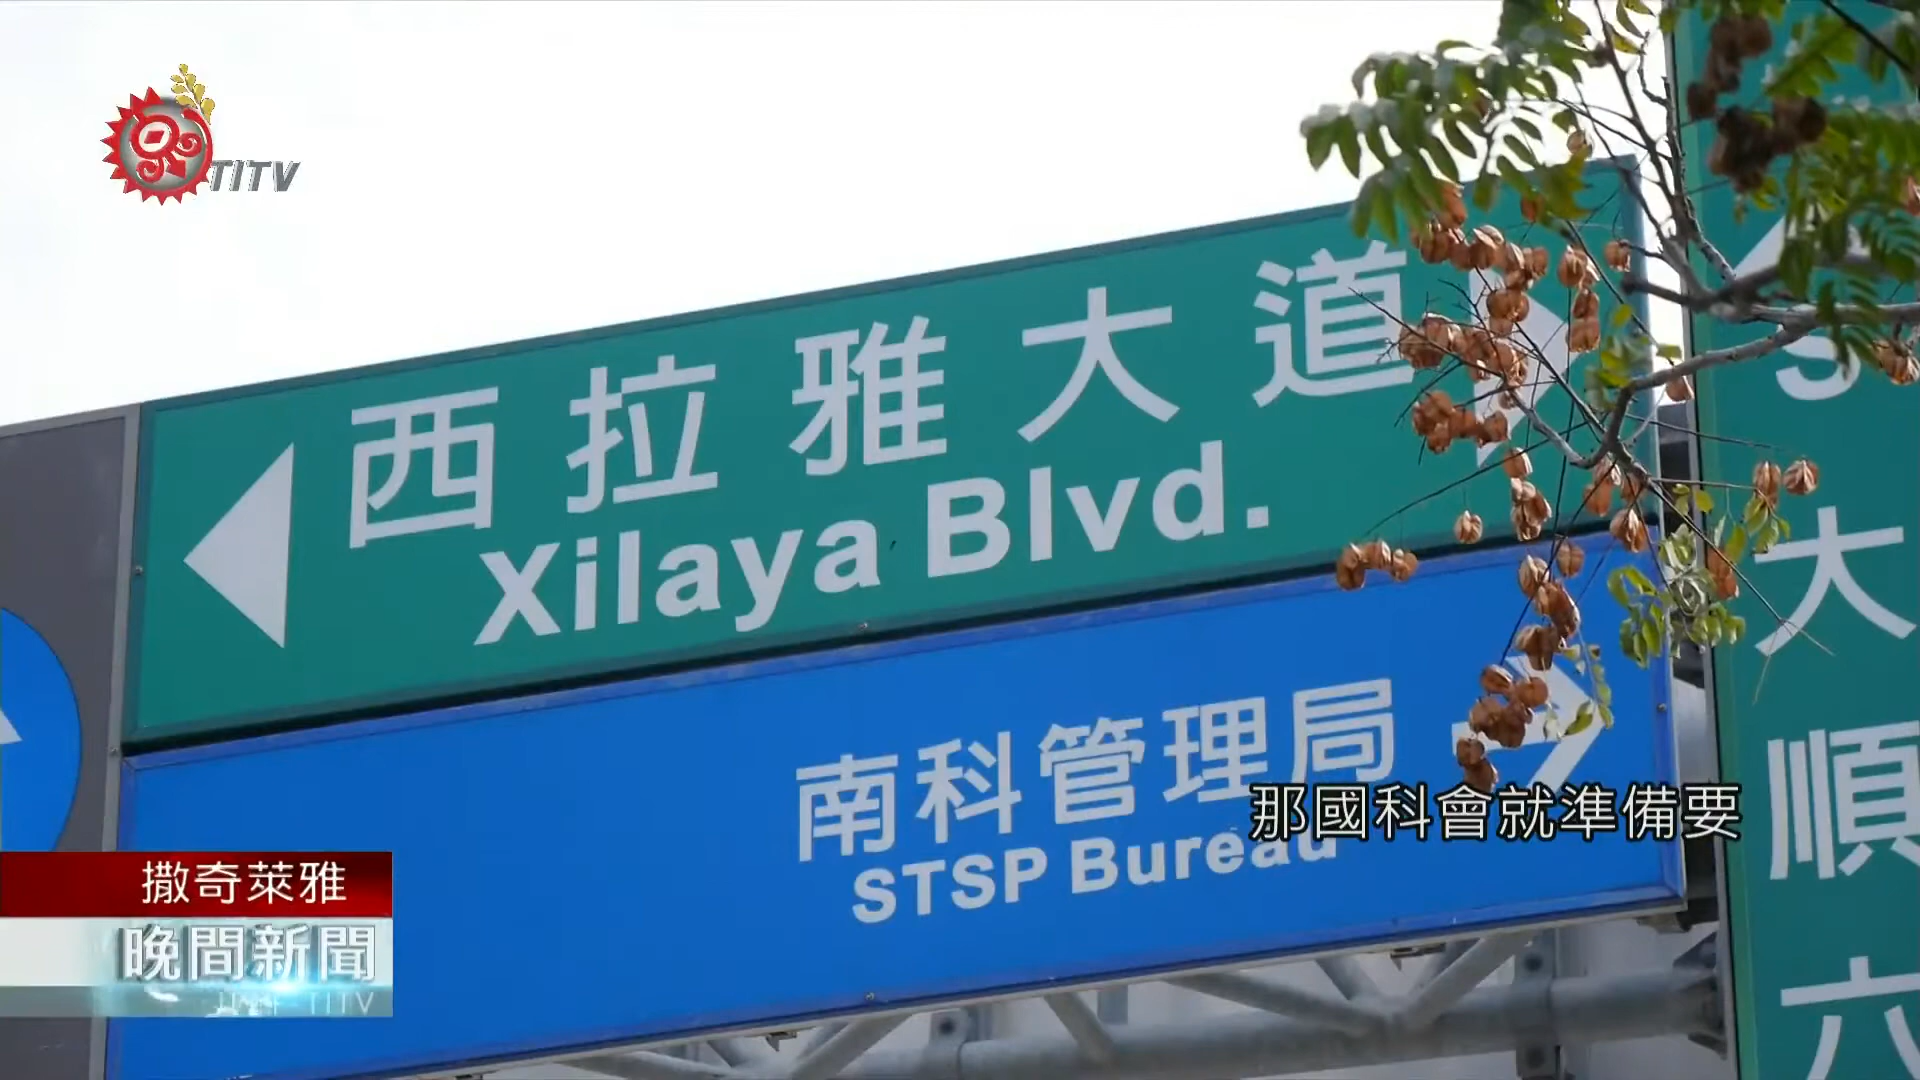 TITV
西拉雅大道
Xilaya Blvd.
南科管理局
STSP Bureau
大順六
那國科會就準備要
撒奇萊雅
晚間新聞